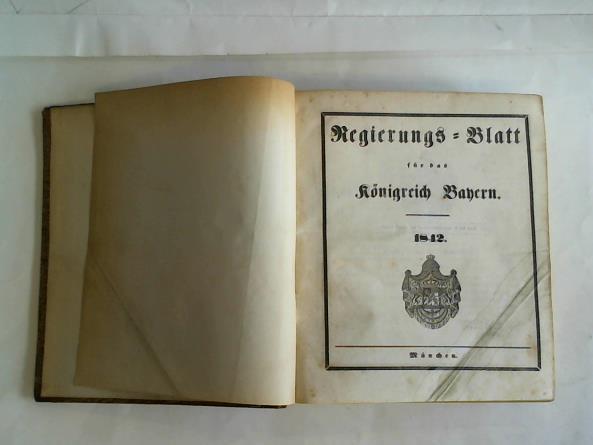 Regierungs-Blatt
für das
Königreich Bayern.
1842.
München.